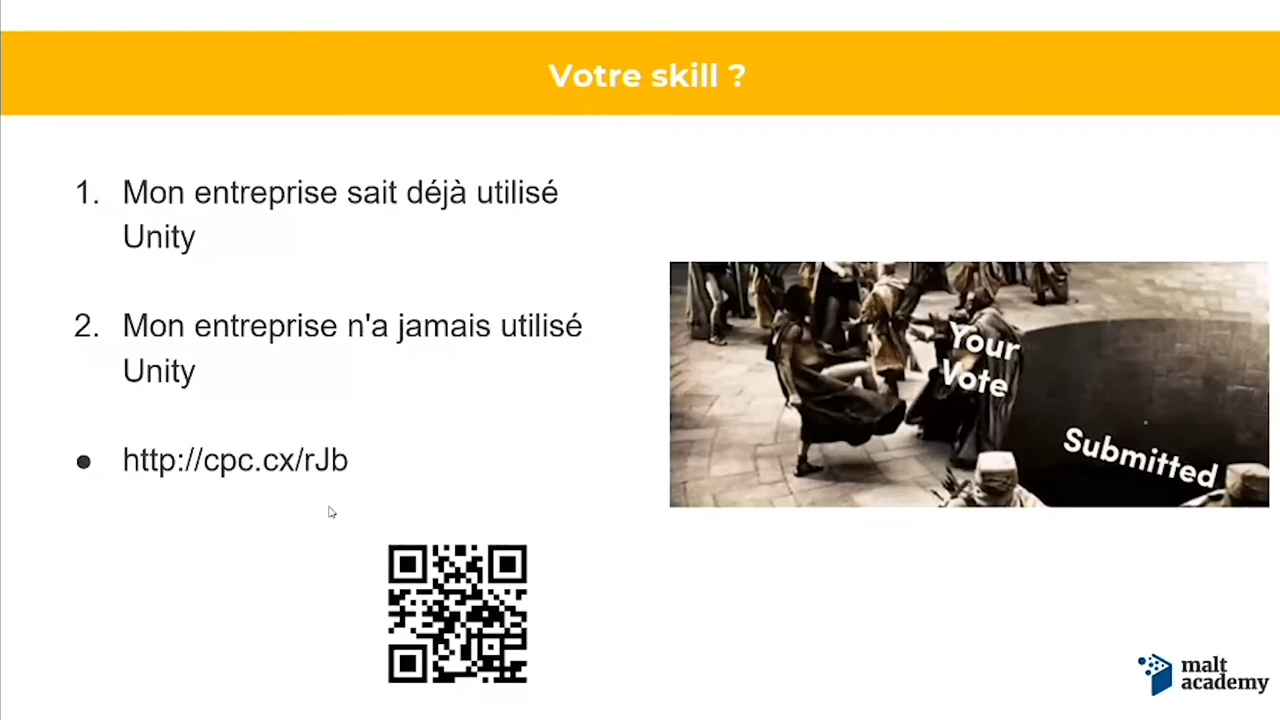 Votre skill ?
1. Mon entreprise sait déjà utilisé
Unity
2. Mon entreprise n'a jamais utilisé
Unity
● http://cpc.cx/rJb
Your
Vote
Submitted
malt
academy